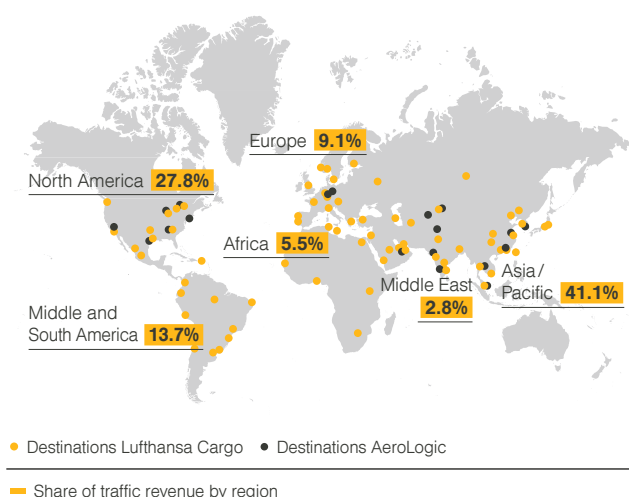 Europe 9.1%
North America 27.8%
Africa 5.5%
Middle East
2.8%
Asia/
Pacific 41.1%
Middle and
South America 13.7%
Destinations Lufthansa Cargo
Destinations AeroLogic
Share of traffic revenue by region